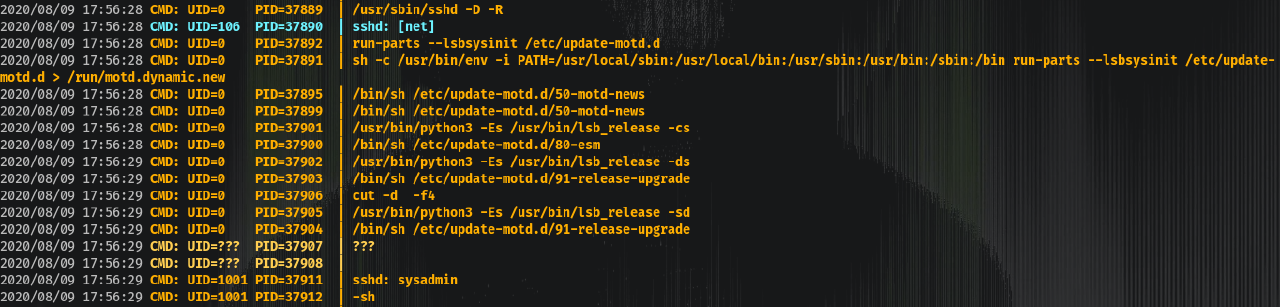 2020/08/09 17:56:28 CMD: UID=0    PID=37889  | /usr/sbin/sshd -D -R
2020/08/09 17:56:28 CMD: UID=106  PID=37890  | sshd: [net]
2020/08/09 17:56:28 CMD: UID=0    PID=37892  | run-parts --lsbsysinit /etc/update-motd.d
2020/08/09 17:56:28 CMD: UID=0    PID=37891  | sh -c /usr/bin/env -i PATH=/usr/local/sbin:/usr/local/bin:/usr/sbin:/usr/bin:/sbin:/bin run-parts --lsbsysinit /etc/update-
motd.d > /run/motd.dynamic.new
2020/08/09 17:56:28 CMD: UID=0    PID=37895  | /bin/sh /etc/update-motd.d/50-motd-news
2020/08/09 17:56:28 CMD: UID=0    PID=37899  | /bin/sh /etc/update-motd.d/50-motd-news
2020/08/09 17:56:28 CMD: UID=0    PID=37901  | /usr/bin/python3 -Es /usr/bin/lsb_release -cs
2020/08/09 17:56:28 CMD: UID=0    PID=37900  | /bin/sh /etc/update-motd.d/80-esm
2020/08/09 17:56:29 CMD: UID=0    PID=37902  | /usr/bin/python3 -Es /usr/bin/lsb_release -ds
2020/08/09 17:56:29 CMD: UID=0    PID=37903  | /bin/sh /etc/update-motd.d/91-release-upgrade
2020/08/09 17:56:29 CMD: UID=0    PID=37906  | cut -d  -f4
2020/08/09 17:56:29 CMD: UID=0    PID=37905  | /usr/bin/python3 -Es /usr/bin/lsb_release -sd
2020/08/09 17:56:29 CMD: UID=0    PID=37904  | /bin/sh /etc/update-motd.d/91-release-upgrade
2020/08/09 17:56:29 CMD: UID=???  PID=37907  | ???
2020/08/09 17:56:29 CMD: UID=???  PID=37908  |
2020/08/09 17:56:29 CMD: UID=1001 PID=37911  | sshd: sysadmin
2020/08/09 17:56:29 CMD: UID=1001 PID=37912  | -sh